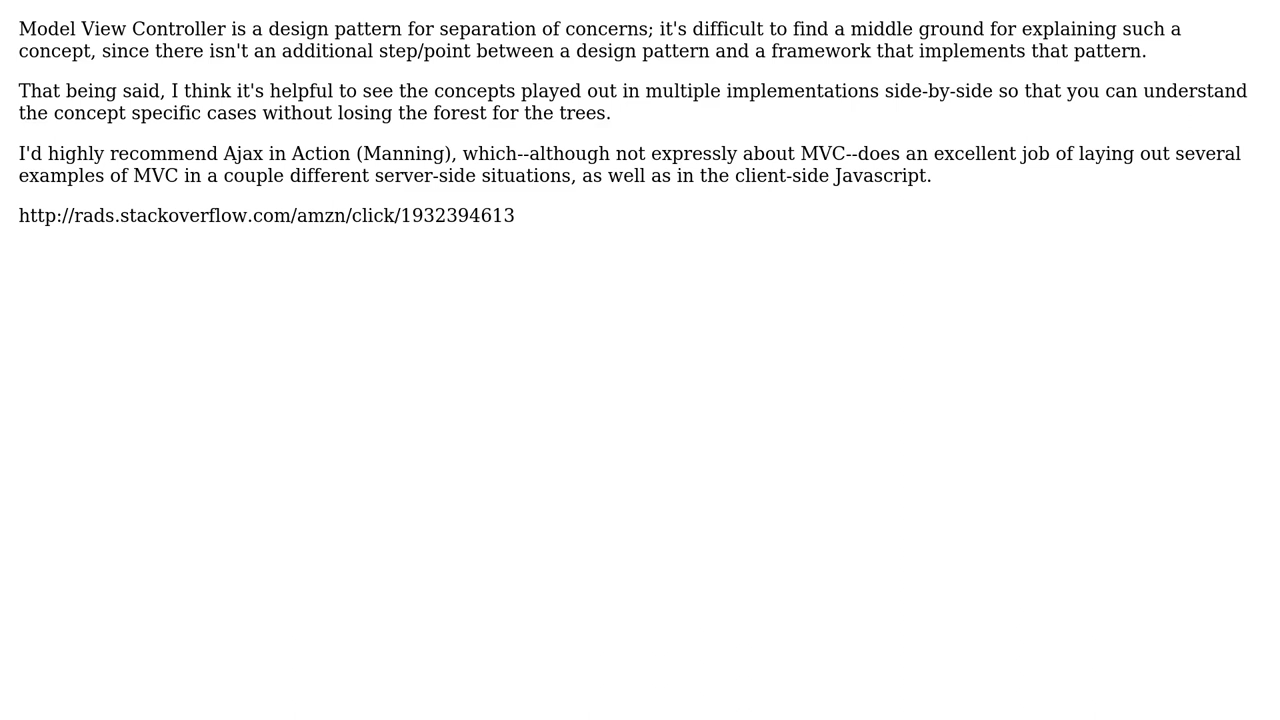 Model View Controller is a design pattern for separation of concerns; it's difficult to find a middle ground for explaining such a
concept, since there isn't an additional step/point between a design pattern and a framework that implements that pattern.
That being said, I think it's helpful to see the concepts played out in multiple implementations side-by-side so that you can understand
the concept specific cases without losing the forest for the trees.
I'd highly recommend Ajax in Action (Manning), which--although not expressly about MVC--does an excellent job of laying out several
examples of MVC in a couple different server-side situations, as well as in the client-side Javascript.
http://rads.stackoverflow.com/amzn/click/1932394613